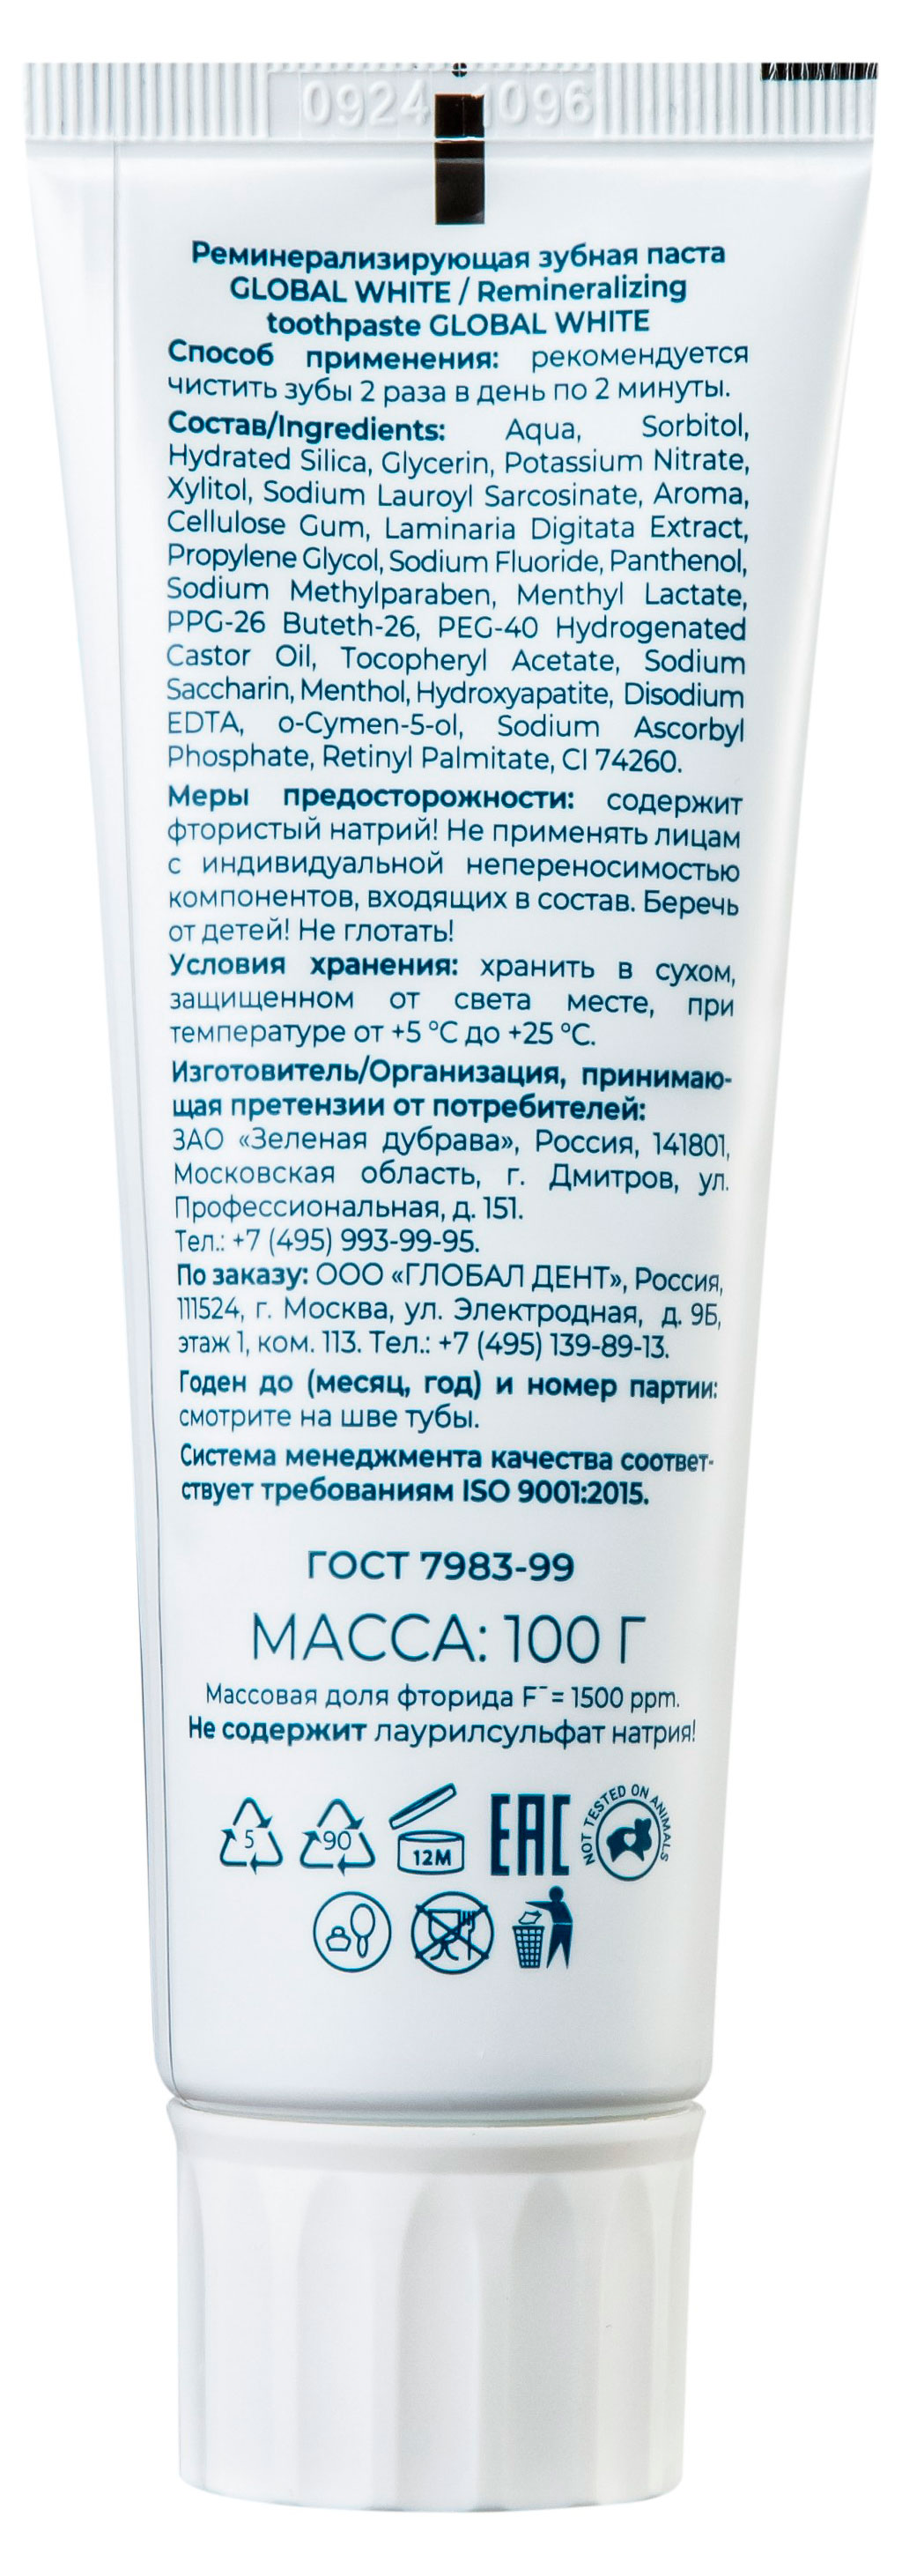 0924 1096
Реминерализирующая зубная паста
GLOBAL WHITE / Remineralizing
toothpaste GLOBAL WHITE
Способ применения: рекомендуется
чистить зубы 2 раза в день по 2 минуты.
Состав/Ingredients: Aqua, Sorbitol,
Hydrated Silica, Glycerin, Potassium Nitrate,
Xylitol, Sodium Lauroyl Sarcosinate, Aroma,
Cellulose Gum, Laminaria Digitata Extract,
Propylene Glycol, Sodium Fluoride, Panthenol,
Sodium Methylparaben, Menthyl Lactate,
PPG-26 Buteth-26, PEG-40 Hydrogenated
Castor Oil, Tocopheryl Acetate, Sodium
Saccharin, Menthol, Hydroxyapatite, Disodium
EDTA, o-Cymen-5-ol, Sodium Ascorbyl
Phosphate, Retinyl Palmitate, CI 74260.
Меры предосторожности: содержит
фтористый натрий! Не применять лицам
с индивидуальной непереносимостью
компонентов, входящих в состав. Беречь
от детей! Не глотать!
Условия хранения: хранить в сухом,
защищенном от света месте, при
температуре от +5 °С до +25 °С.
Изготовитель/Организация, принимаю-
щая претензии от потребителей:
ЗАО «Зеленая дубрава», Россия, 141801,
Московская область, г. Дмитров, ул.
Профессиональная, д. 151.
Тел.: +7 (495) 993-99-95.
По заказу: ООО «ГЛОБАЛ ДЕНТ», Россия,
111524, г. Москва, ул. Электродная, д. 9Б,
этаж 1, ком. 113. Тел.: +7 (495) 139-89-13.
Годен до (месяц, год) и номер партии:
смотрите на шве тубы.
Система менеджмента качества соответ-
ствует требованиям ISO 9001:2015.
ГОСТ 7983-99
МАССА: 100 Г
Массовая доля фторида F⁻= 1500 ppm.
Не содержит лаурилсульфат натрия!
5 90 12M EAC NOT TESTED ON ANIMALS